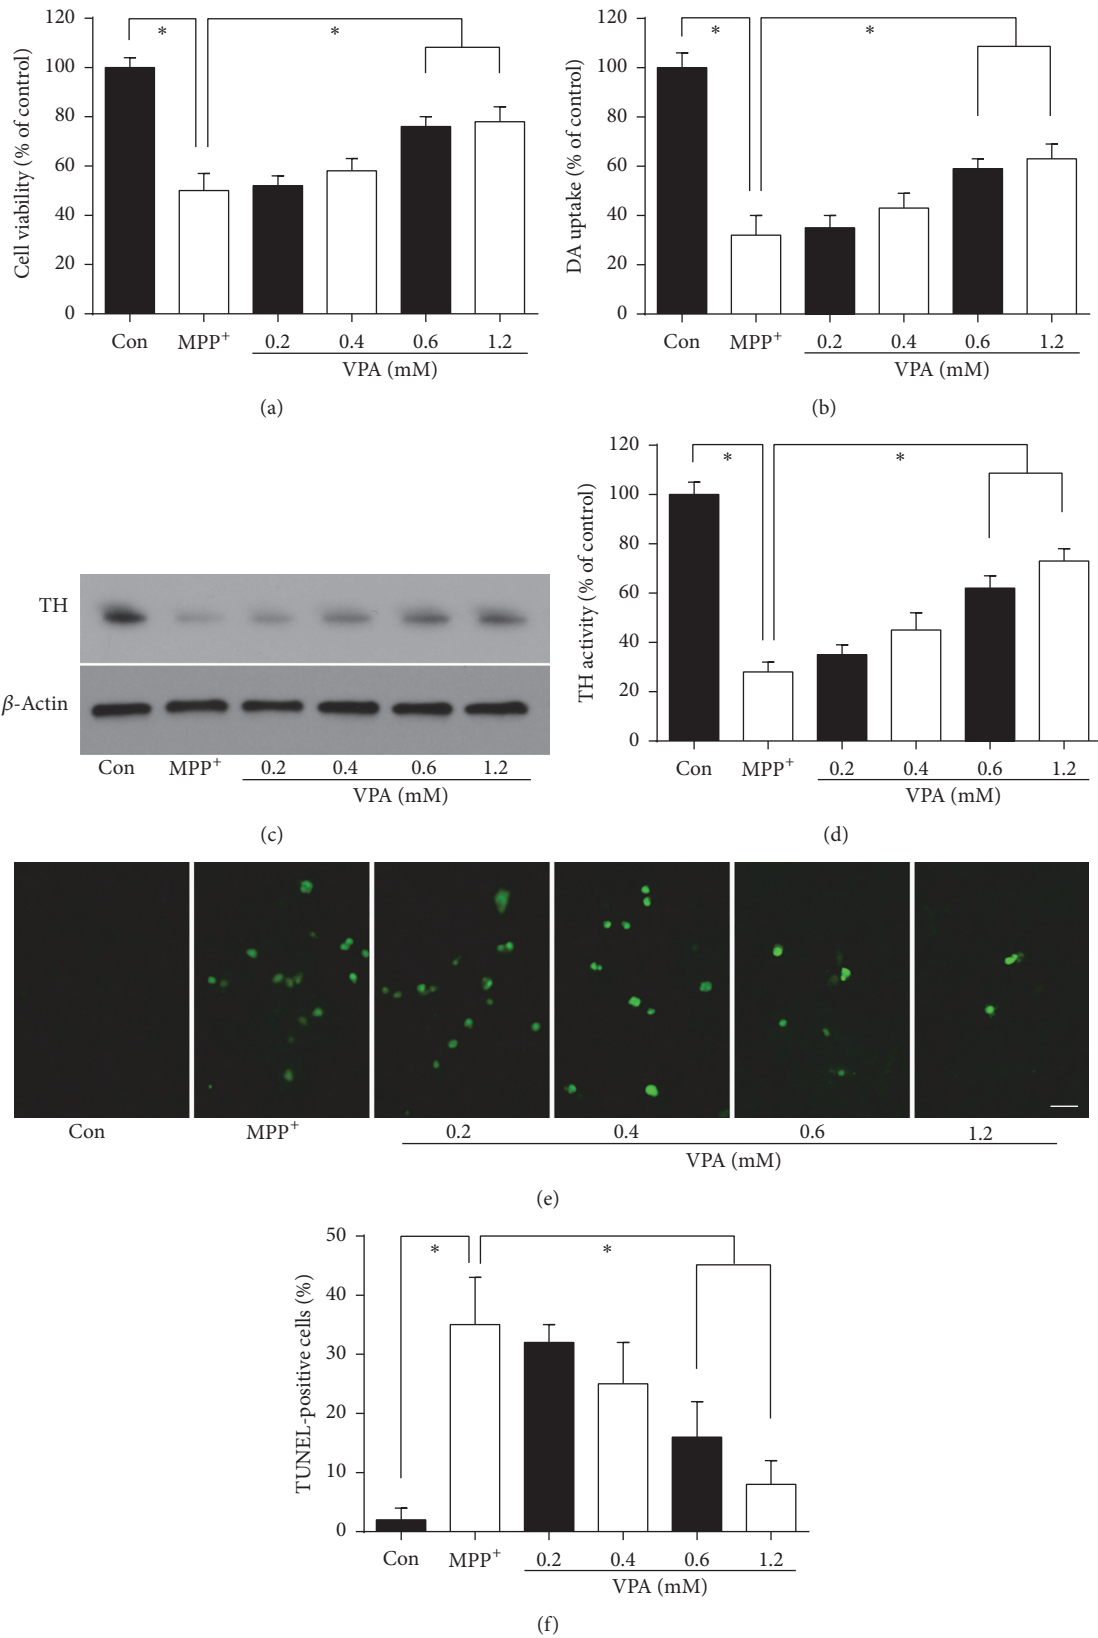 Cell viability (% of control)
120
100
80
60
40
20
0
*
*
Con
MPP+
0.2
0.4
0.6
1.2
VPA (mM)
(a)
DA uptake (% of control)
120
100
80
60
40
20
0
*
*
Con
MPP+
0.2
0.4
0.6
1.2
VPA (mM)
(b)
TH
β-Actin
Con
MPP+
0.2
0.4
0.6
1.2
VPA (mM)
(c)
TH activity (% of control)
120
100
80
60
40
20
0
*
*
Con
MPP+
0.2
0.4
0.6
1.2
VPA (mM)
(d)
Con
MPP+
0.2
0.4
0.6
1.2
VPA (mM)
(e)
TUNEL-positive cells (%)
50
40
30
20
10
0
*
*
Con
MPP+
0.2
0.4
0.6
1.2
VPA (mM)
(f)